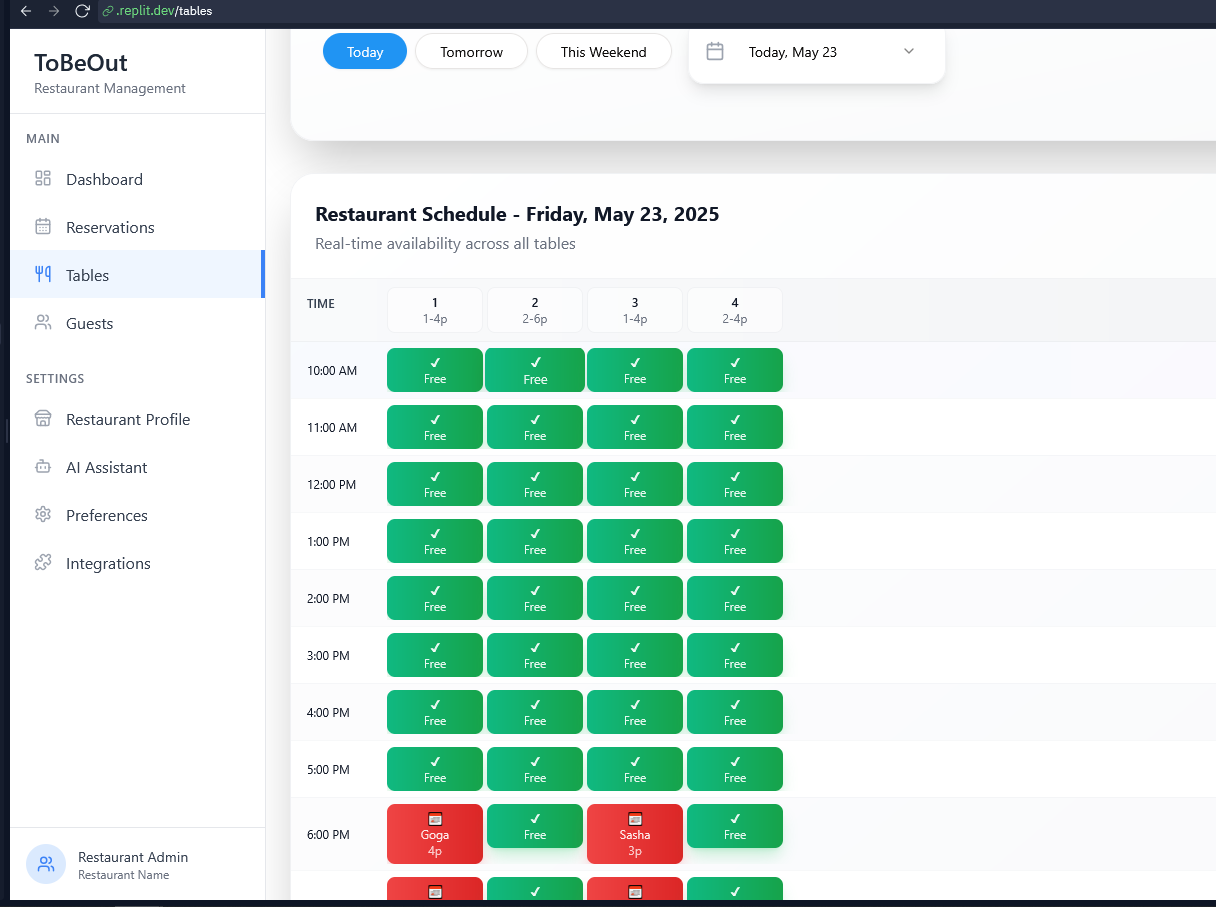 .replit.dev/tables
ToBeOut
Restaurant Management
MAIN
Dashboard
Reservations
Tables
Guests
SETTINGS
Restaurant Profile
AI Assistant
Preferences
Integrations
Restaurant Admin
Restaurant Name
Today
Tomorrow
This Weekend
Today, May 23
Restaurant Schedule - Friday, May 23, 2025
Real-time availability across all tables
TIME 1 2 3 4
1-4p 2-6p 1-4p 2-4p
10:00 AM ✓ Free ✓ Free ✓ Free ✓ Free
11:00 AM ✓ Free ✓ Free ✓ Free ✓ Free
12:00 PM ✓ Free ✓ Free ✓ Free ✓ Free
1:00 PM ✓ Free ✓ Free ✓ Free ✓ Free
2:00 PM ✓ Free ✓ Free ✓ Free ✓ Free
3:00 PM ✓ Free ✓ Free ✓ Free ✓ Free
4:00 PM ✓ Free ✓ Free ✓ Free ✓ Free
5:00 PM ✓ Free ✓ Free ✓ Free ✓ Free
6:00 PM Goga 4p ✓ Free Sasha 3p ✓ Free
✓ ✓